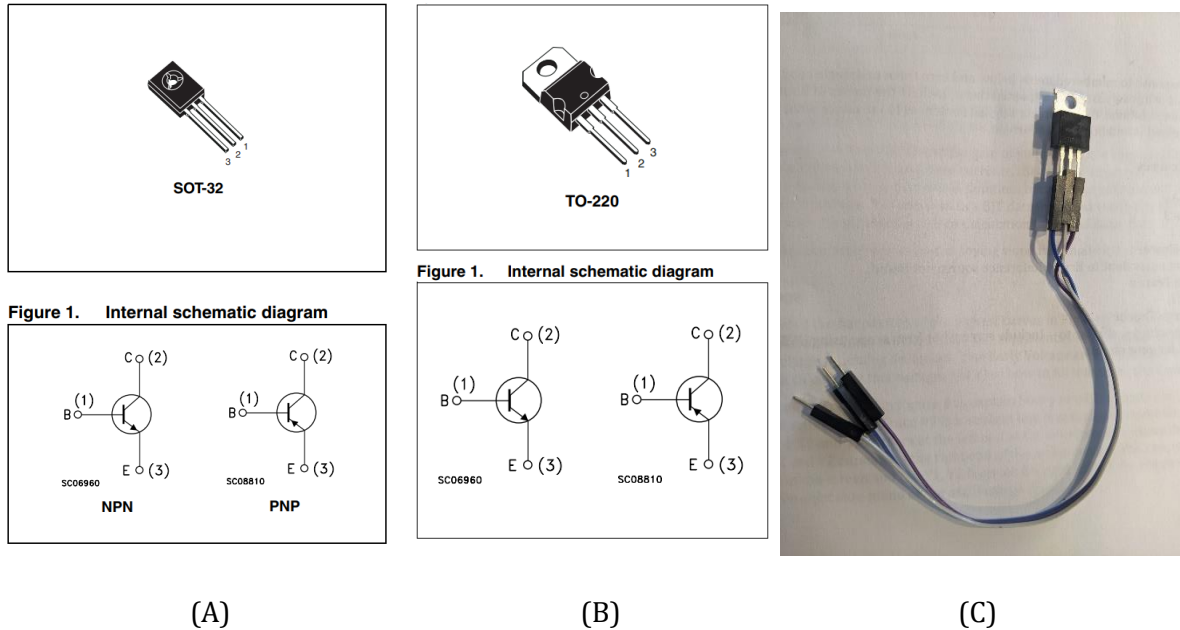 3
2
1
SOT-32
Figure 1. Internal schematic diagram
C (2)
(1)
B
E (3)
SC06960
NPN
C (2)
(1)
B
E (3)
SC08810
PNP
(A)
1
2
3
TO-220
Figure 1. Internal schematic diagram
C (2)
(1)
B
E (3)
SC06960
C (2)
(1)
B
E (3)
SC08810
(B)
(C)